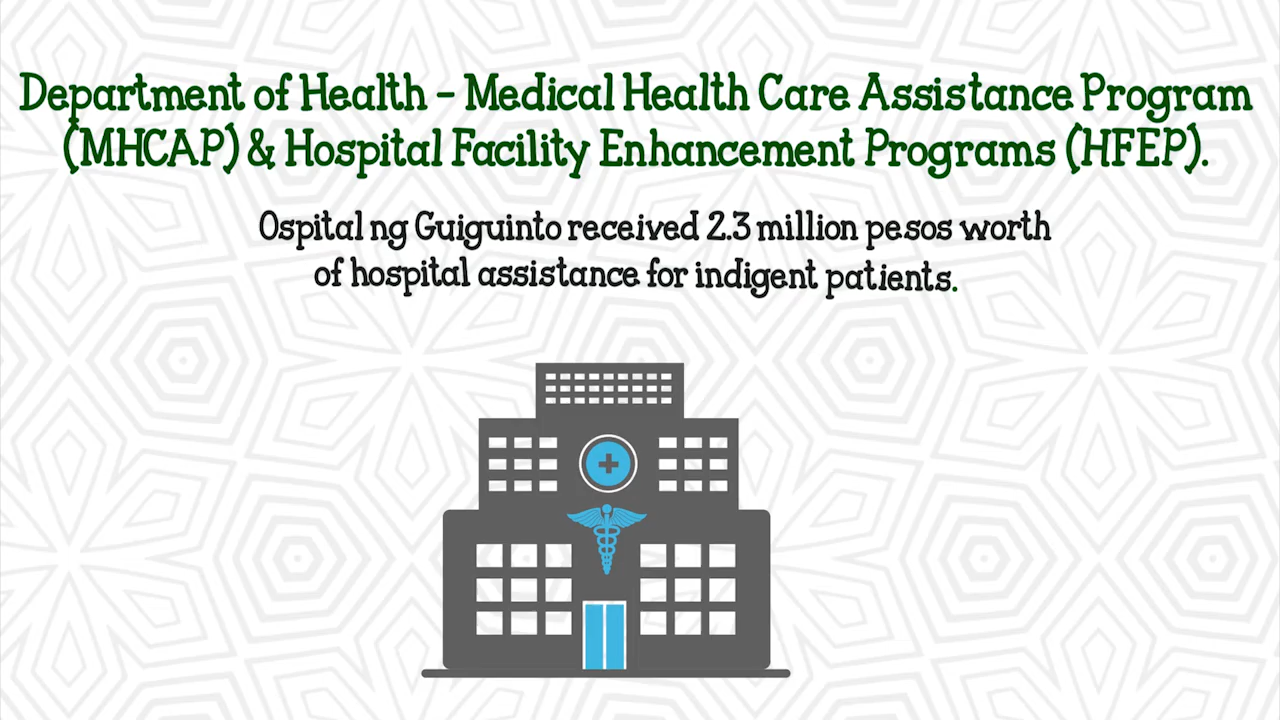 Department of Health - Medical Health Care Assistance Program
(MHCAP) & Hospital Facility Enhancement Programs (HFEP).
Ospital ng Guiguinto received 2.3 million pesos worth
of hospital assistance for indigent patients.